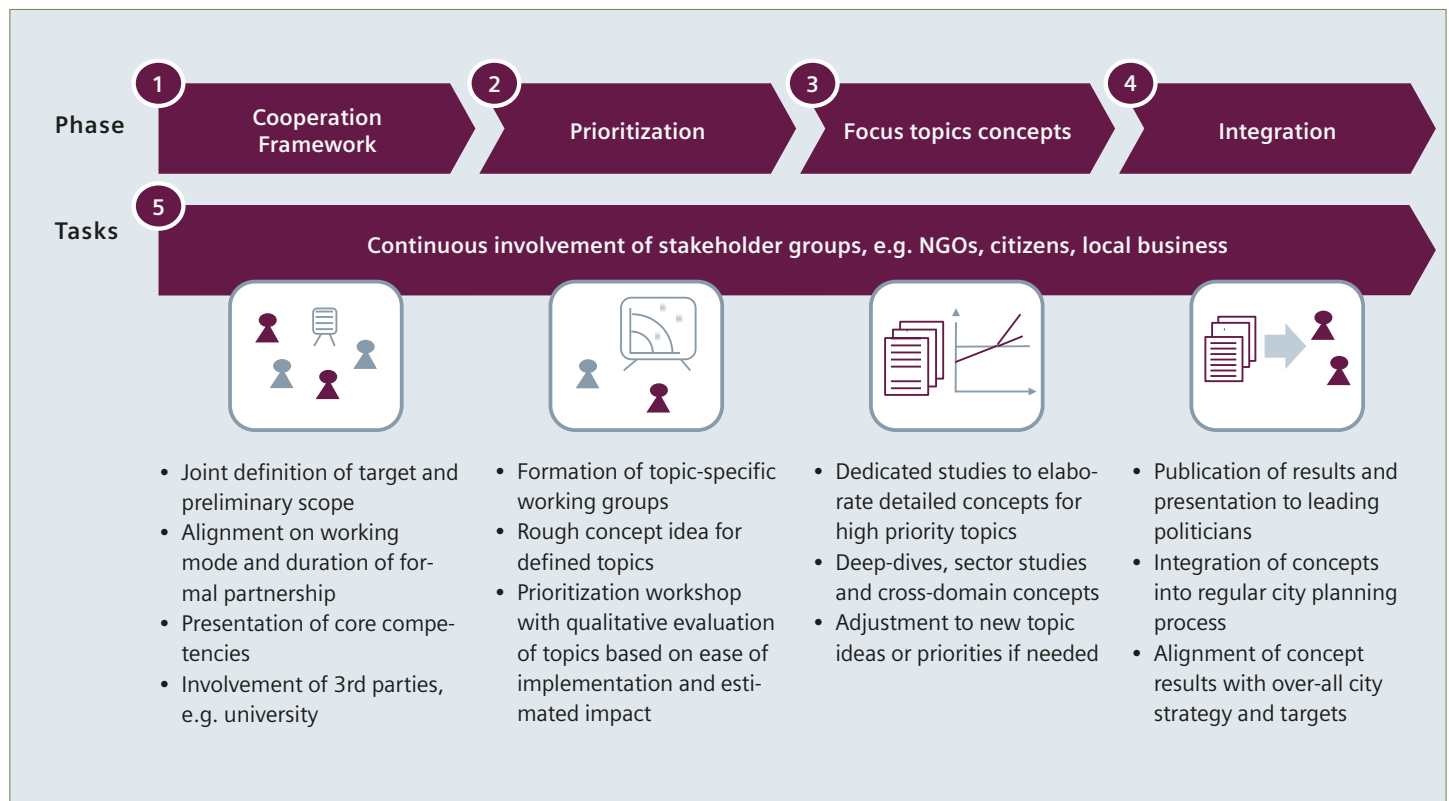 1
2
3
4
Phase
Cooperation
Framework
Prioritization
Focus topics concepts
Integration
5
Tasks
Continuous involvement of stakeholder groups, e.g. NGOs, citizens, local business
• Joint definition of target and
preliminary scope
• Alignment on working
mode and duration of for-
mal partnership
• Presentation of core compe-
tencies
• Involvement of 3rd parties,
e.g. university
• Formation of topic-specific
working groups
• Rough concept idea for
defined topics
• Prioritization workshop
with qualitative evaluation
of topics based on ease of
implementation and esti-
mated impact
• Dedicated studies to elabo-
rate detailed concepts for
high priority topics
• Deep-dives, sector studies
and cross-domain concepts
• Adjustment to new topic
ideas or priorities if needed
• Publication of results and
presentation to leading
politicians
• Integration of concepts
into regular city planning
process
• Alignment of concept
results with over-all city
strategy and targets